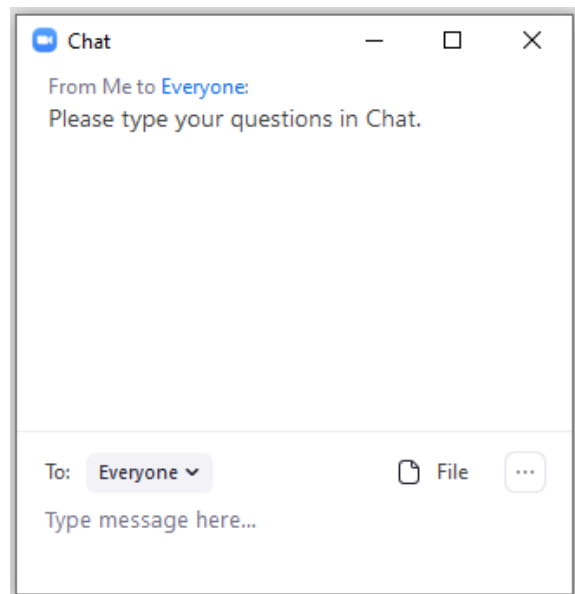 Chat
From Me to Everyone:
Please type your questions in Chat.
To: Everyone File ...
Type message here...